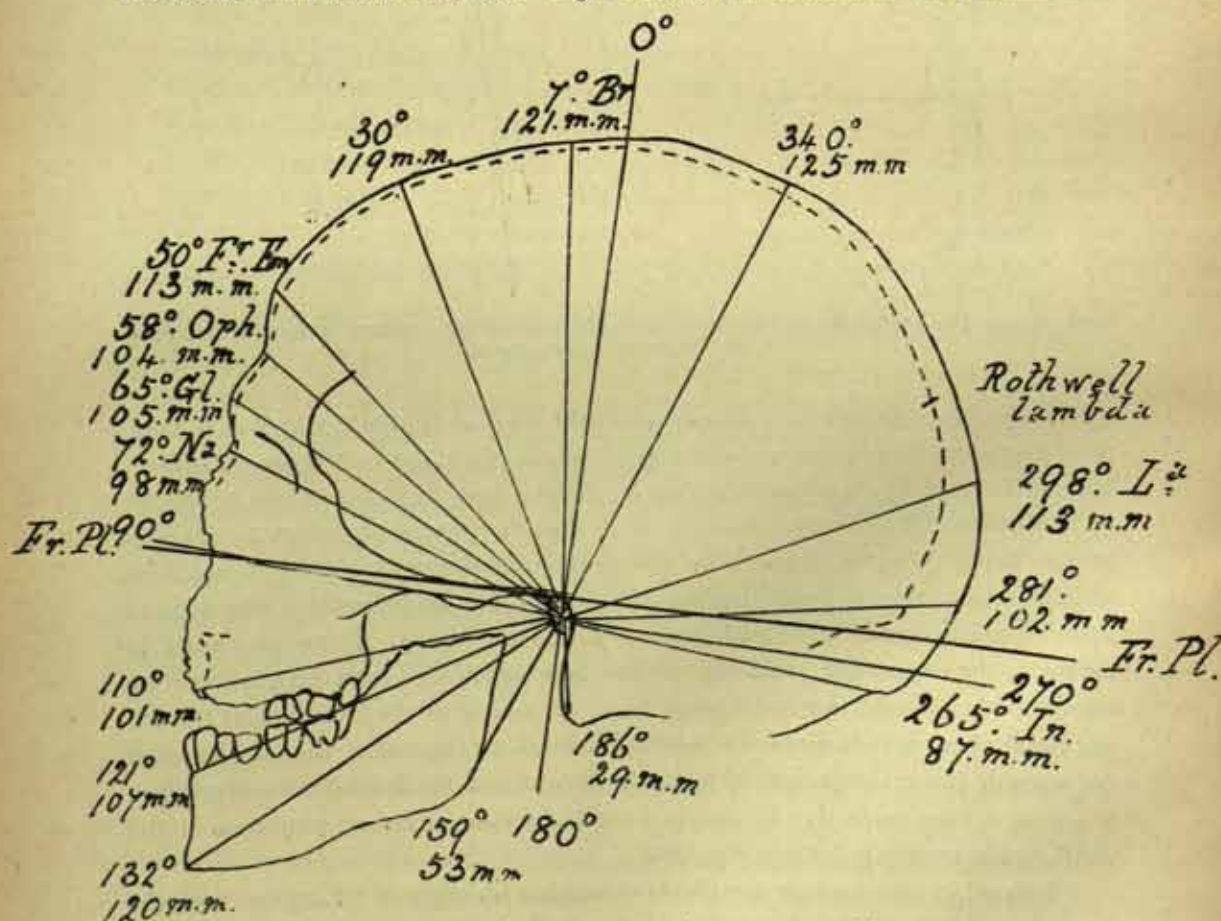 0°
7° Br
121. m.m.
30°
119 m.m.
340°
125 m.m
50° Fr. Em
113 m.m.
58° Oph.
104. m.m.
65° Gl.
105. m.m
72° Na
98 mm
Rothwell
lambda
298° La
113 m.m
Fr. Pl. 90°
281°
102. m m
Fr. Pl.
270°
265° In.
87. m.m.
110°
101 mm.
186°
29. m.m
121°
107 m.m
159° 180°
53 m m
132°
120 m.m.